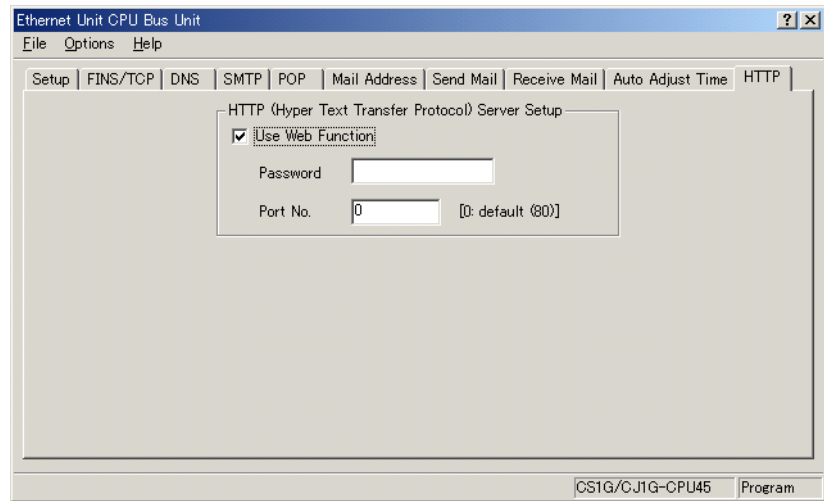 Ethernet Unit CPU Bus Unit
File Options Help
Setup FINS/TCP DNS SMTP POP Mail Address Send Mail Receive Mail Auto Adjust Time HTTP
HTTP (Hyper Text Transfer Protocol) Server Setup
Use Web Function
Password
Port No. 0 [0: default (80)]
CS1G/CJ1G-CPU45 Program